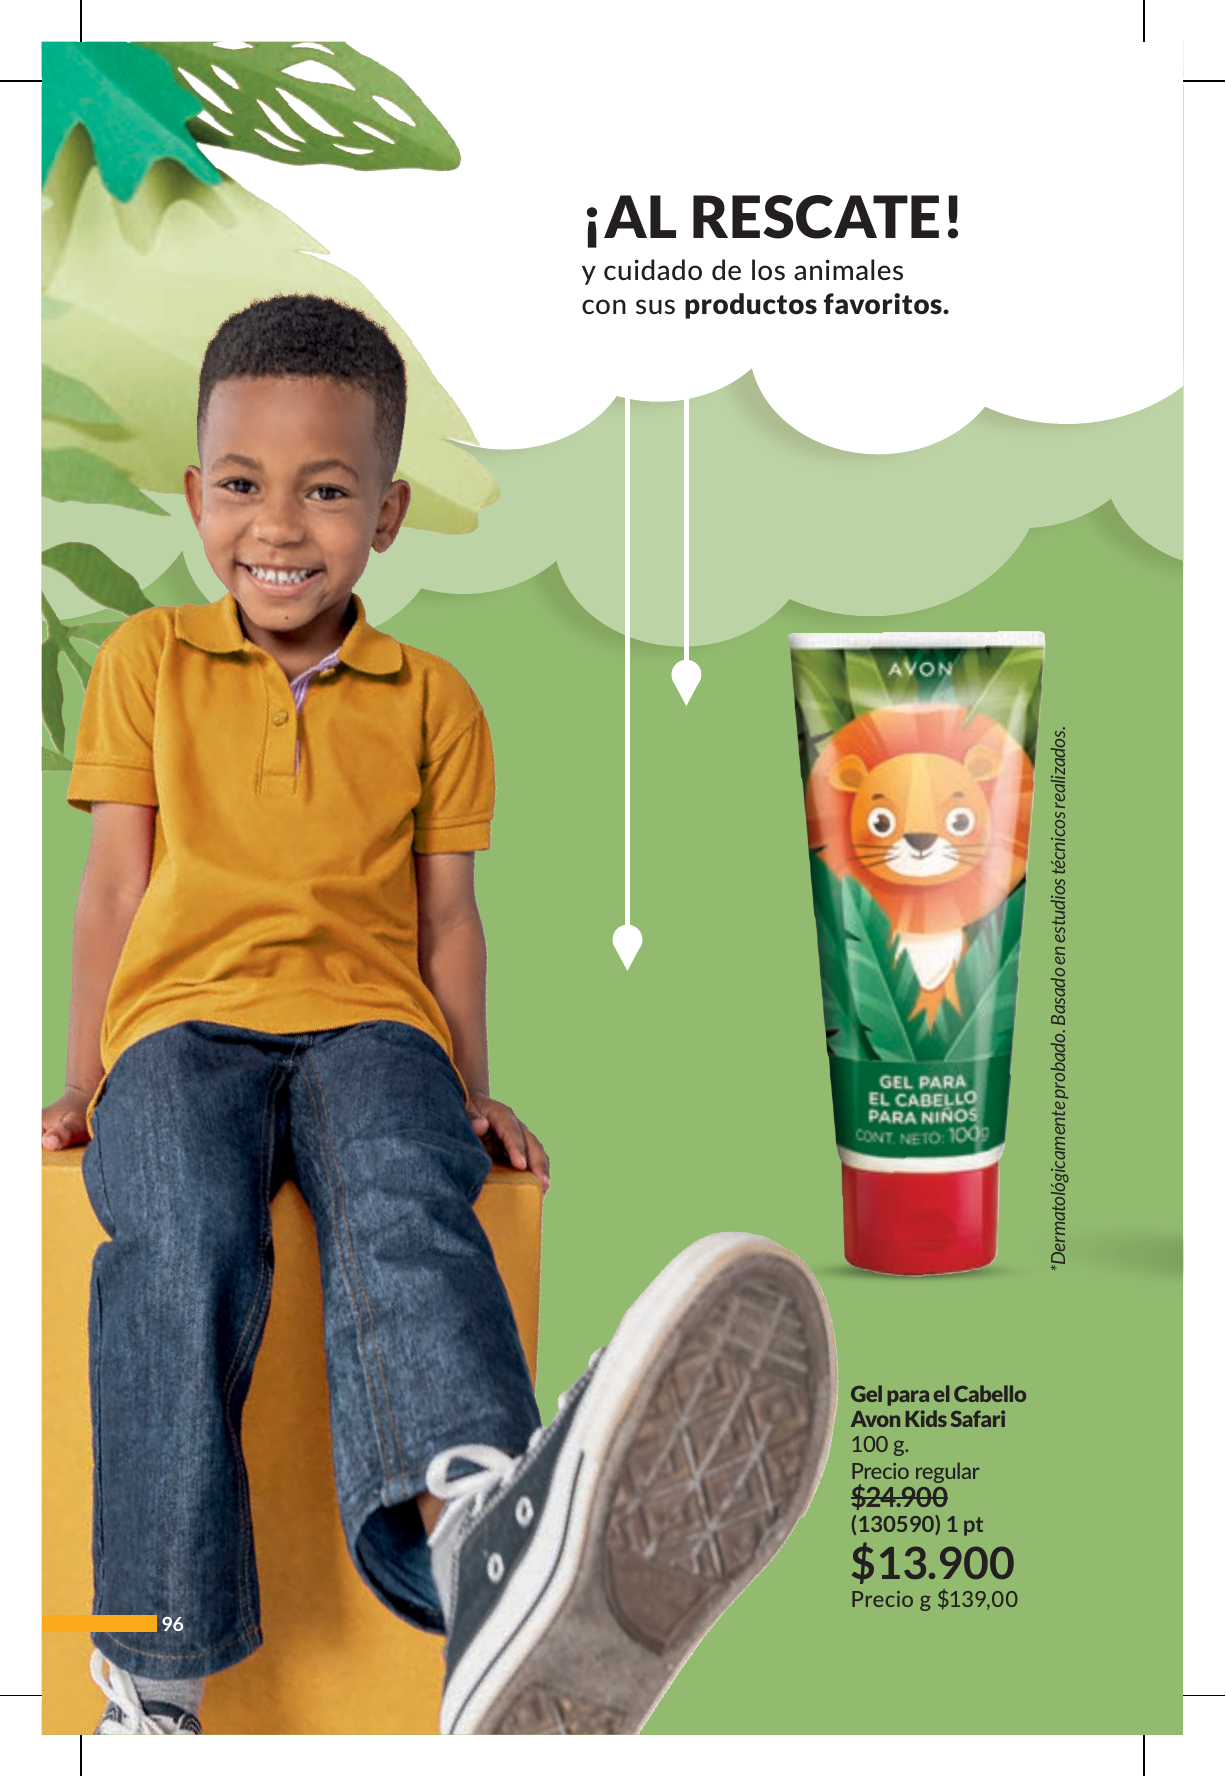 ¡AL RESCATE!
y cuidado de los animales
con sus productos favoritos.
AVON
GEL PARA
EL CABELLO
PARA NIÑOS
CONT. NETO: 100g
*Dermatológicamente probado. Basado en estudios técnicos realizados.
Gel para el Cabello
Avon Kids Safari
100 g.
Precio regular
$24.900
(130590) 1 pt
$13.900
Precio g $139,00
96